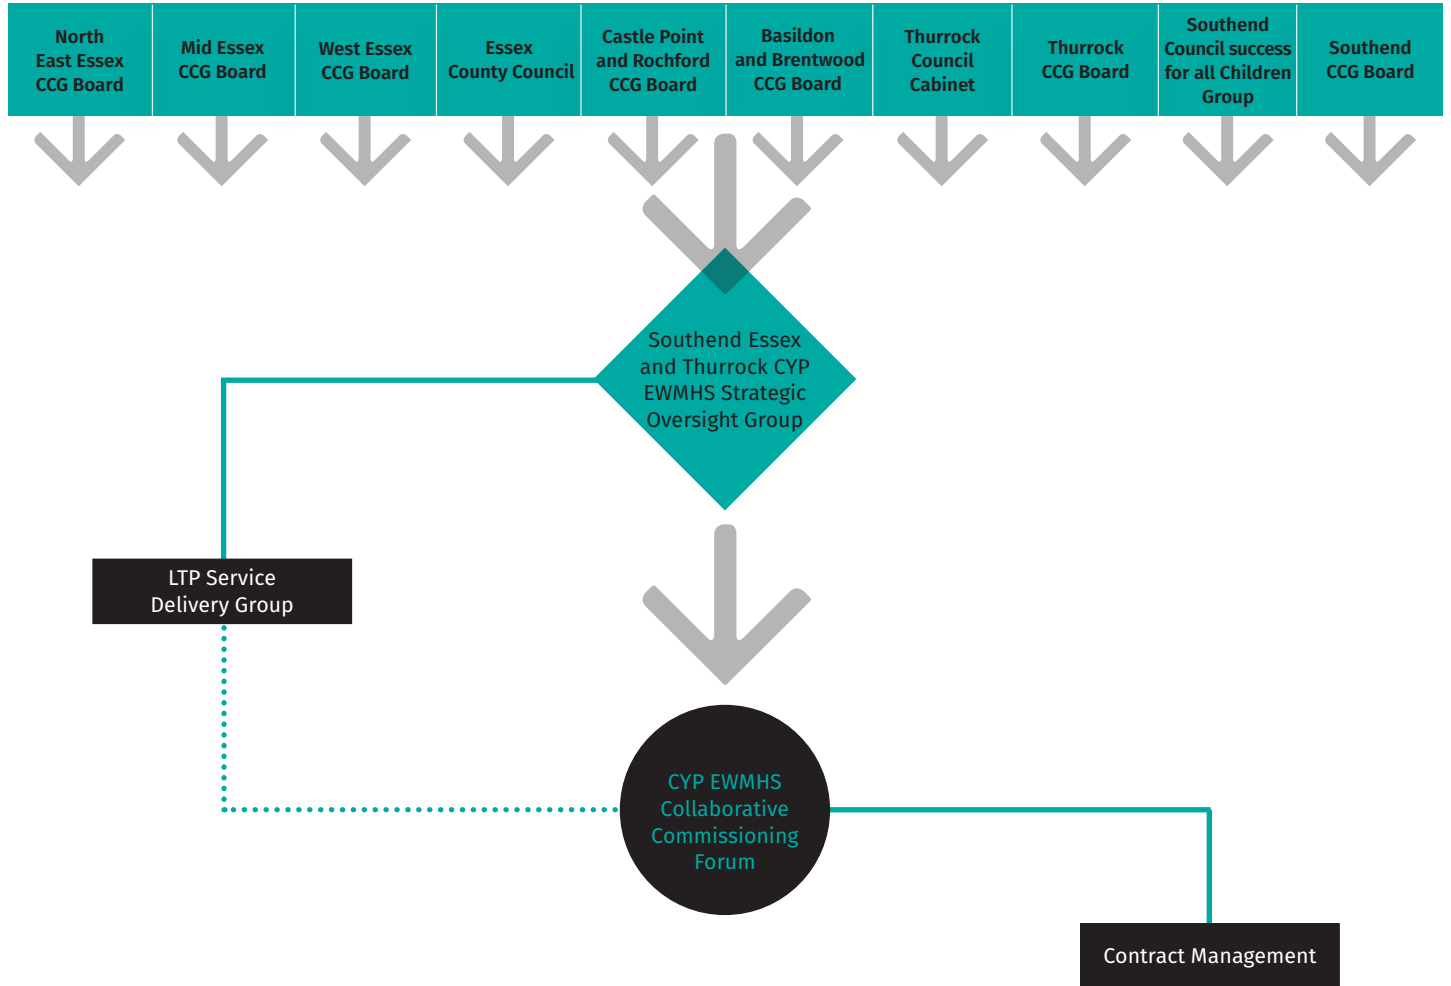 North
East Essex
CCG Board
Mid Essex
CCG Board
West Essex
CCG Board
Essex
County Council
Castle Point
and Rochford
CCG Board
Basildon
and Brentwood
CCG Board
Thurrock
Council
Cabinet
Thurrock
CCG Board
Southend
Council success
for all Children
Group
Southend
CCG Board
Southend Essex
and Thurrock CYP
EWMHS Strategic
Oversight Group
LTP Service
Delivery Group
CYP EWMHS
Collaborative
Commissioning
Forum
Contract Management